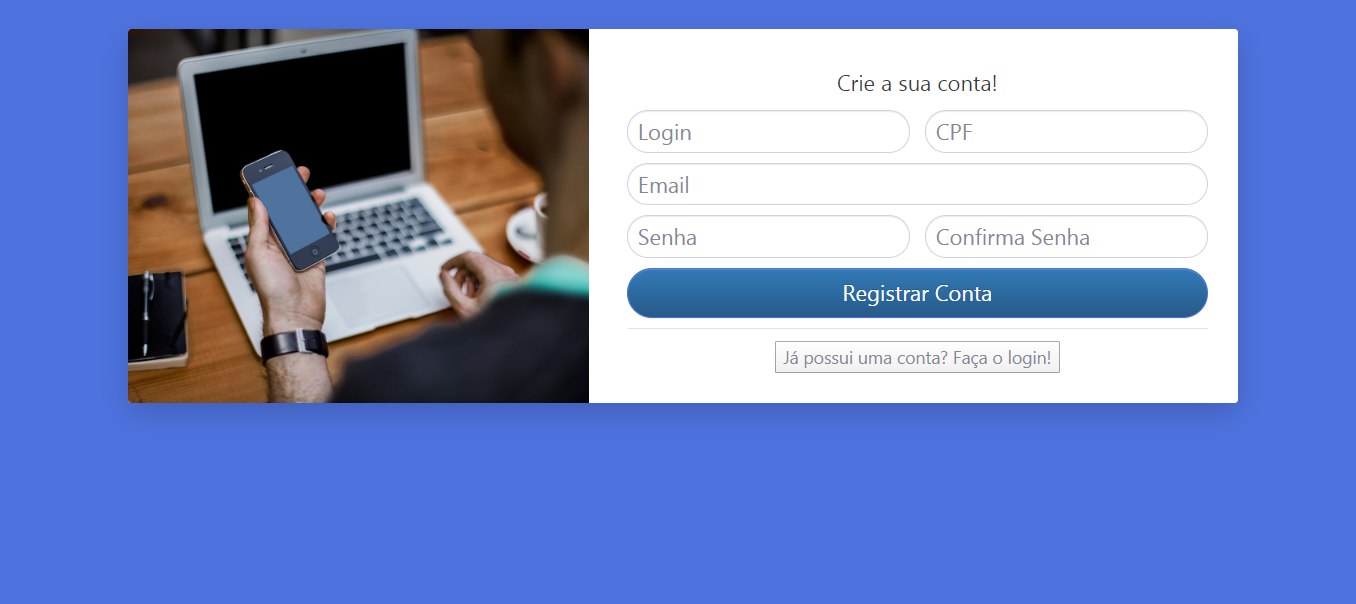 Crie a sua conta!
Login
CPF
Email
Senha
Confirma Senha
Registrar Conta
Já possui uma conta? Faça o login!